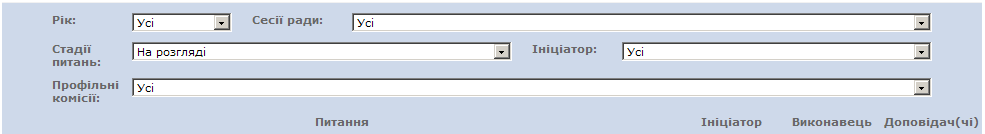 Рік: Усі Сесії ради: Усі
Стадії питань: На розгляді Ініціатор: Усі
Профільні комісії: Усі
Питання Ініціатор Виконавець Доповідач(чі)